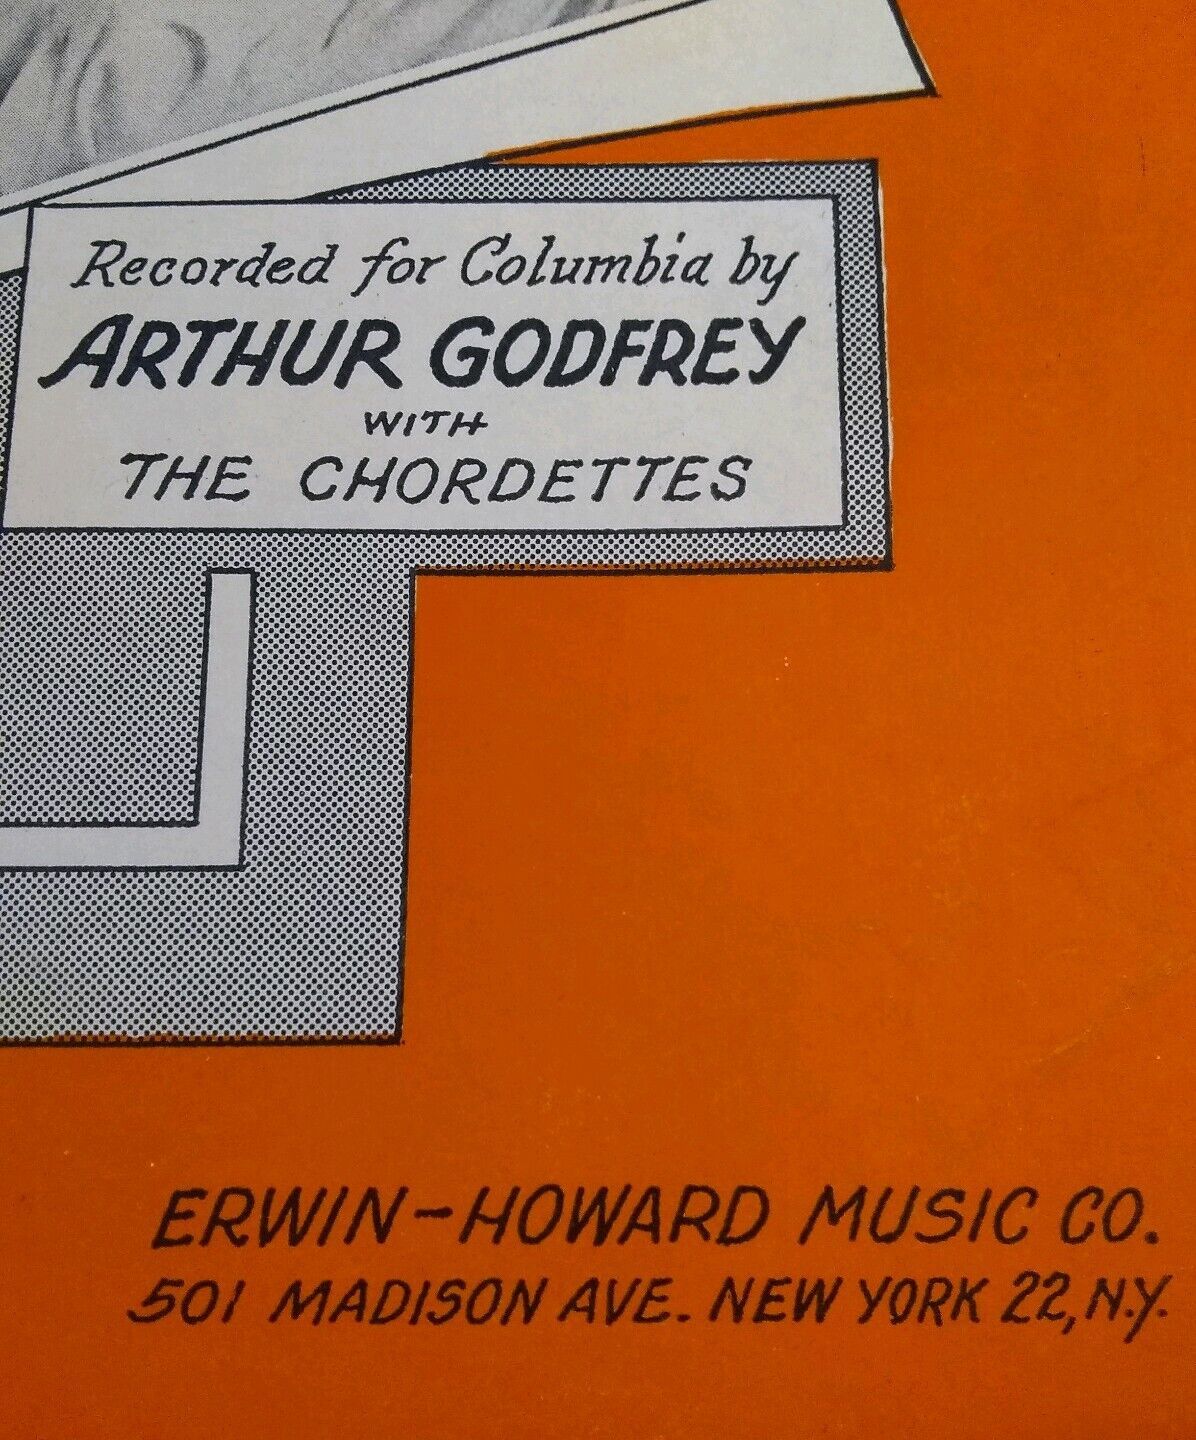 Recorded for Columbia by
ARTHUR GODFREY
WITH
THE CHORDETTES
ERWIN-HOWARD MUSIC CO.
501 MADISON AVE. NEW YORK 22, N.Y.